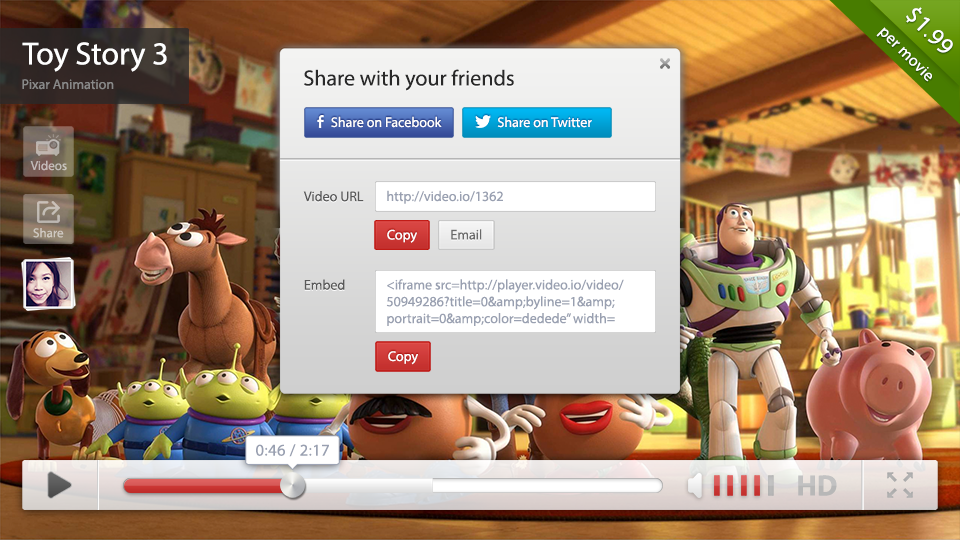 Toy Story 3
Pixar Animation
$1.99
per movie
Videos
Share
Share with your friends
Share on Facebook
Share on Twitter
Video URL
http://video.io/1362
Copy
Email
Embed
<iframe src=http://player.video.io/video/
50949286?title=0&amp;byline=1&amp;
portrait=0&amp;color=dedede” width=
Copy
0:46 / 2:17
HD